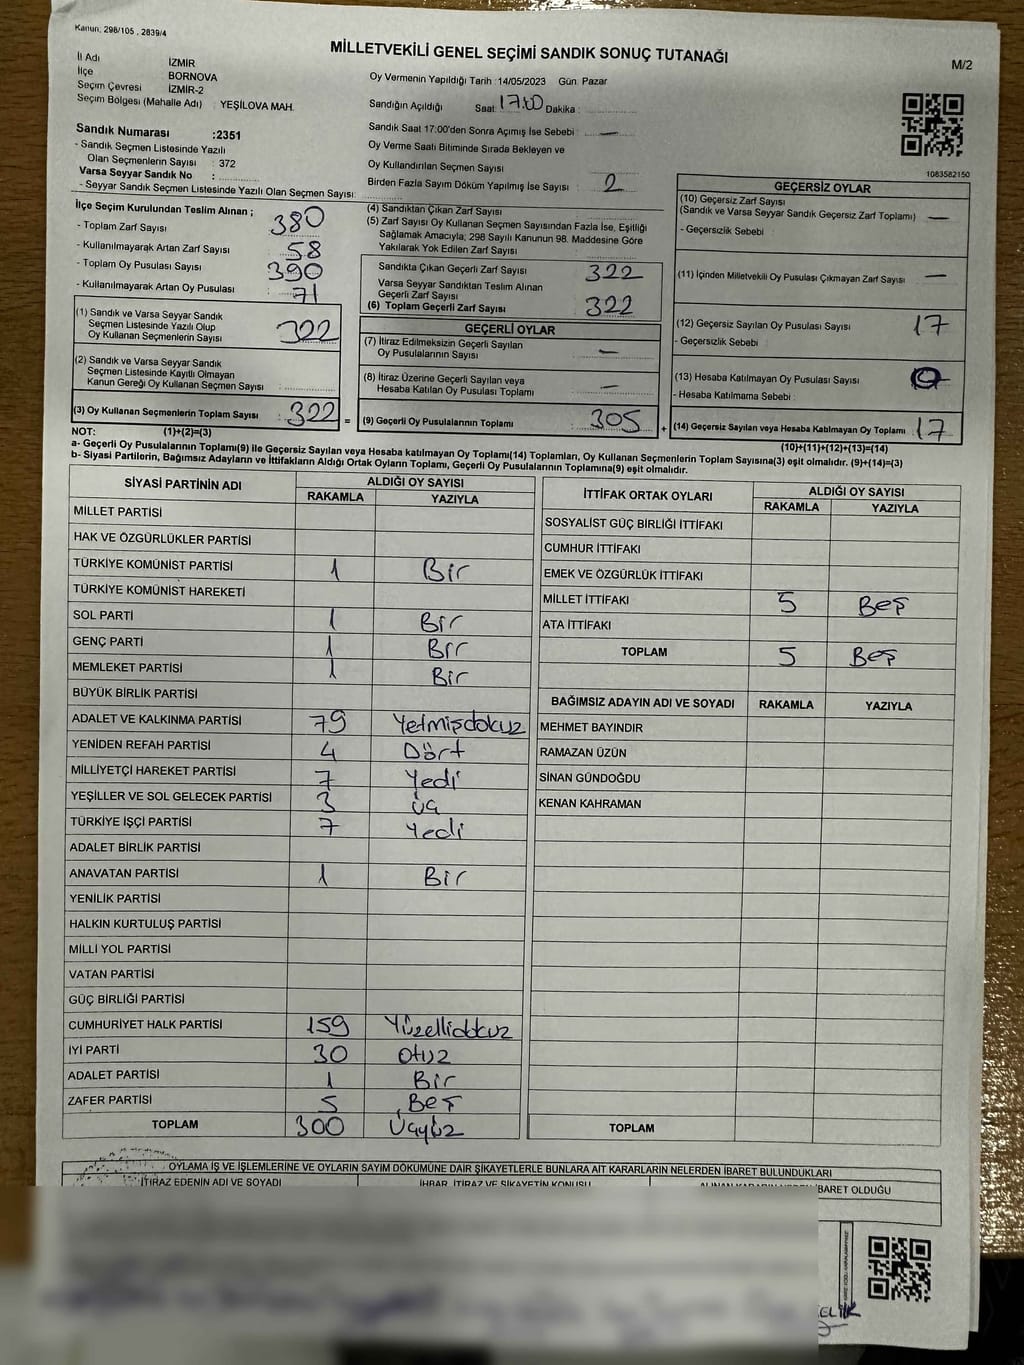 Kanun, 298/105 , 2839/4
MİLLETVEKİLİ GENEL SEÇİMİ SANDIK SONUÇ TUTANAĞI
M/2
İl Adı İZMİR
İlçe BORNOVA
Seçim Çevresi İZMİR-2
Seçim Bölgesi (Mahalle Adı) : YEŞİLOVA MAH.
Oy Vermenin Yapıldığı Tarih : 14/05/2023 Gün: Pazar
Sandığın Açıldığı Saat: 17:00 Dakika :
Sandık Saat 17:00'den Sonra Açımış İse Sebebi : —
Oy Verme Saati Bitiminde Sırada Bekleyen ve
Oy Kullandırılan Seçmen Sayısı
Birden Fazla Sayım Döküm Yapılmış İse Sayısı : 2
1083582150
Sandık Numarası :2351
- Sandık Seçmen Listesinde Yazılı
Olan Seçmenlerin Sayısı : 372
Varsa Seyyar Sandık No :
- Seyyar Sandık Seçmen Listesinde Yazılı Olan Seçmen Sayısı:
İlçe Seçim Kurulundan Teslim Alınan ;
- Toplam Zarf Sayısı : 380
- Kullanılmayarak Artan Zarf Sayısı : 58
- Toplam Oy Pusulası Sayısı : 390
- Kullanılmayarak Artan Oy Pusulası : 71
(1) Sandık ve Varsa Seyyar Sandık
Seçmen Listesinde Yazılı Olup
Oy Kullanan Seçmenlerin Sayısı : 322
(2) Sandık ve Varsa Seyyar Sandık
Seçmen Listesinde Kayıtlı Olmayan
Kanun Gereği Oy Kullanan Seçmen Sayısı :
(3) Oy Kullanan Seçmenlerin Toplam Sayısı : 322 =
(4) Sandıktan Çıkan Zarf Sayısı
(5) Zarf Sayısı Oy Kullanan Seçmen Sayısından Fazla İse, Eşitliği
Sağlamak Amacıyla; 298 Sayılı Kanunun 98. Maddesine Göre
Yakılarak Yok Edilen Zarf Sayısı
Sandıkta Çıkan Geçerli Zarf Sayısı : 322
Varsa Seyyar Sandıktan Teslim Alınan
Geçerli Zarf Sayısı
(6) Toplam Geçerli Zarf Sayısı : 322
GEÇERLİ OYLAR
(7) İtiraz Edilmeksizin Geçerli Sayılan
Oy Pusulalarının Sayısı : —
(8) İtiraz Üzerine Geçerli Sayılan veya
Hesaba Katılan Oy Pusulası Toplamı : —
(9) Geçerli Oy Pusulalarının Toplamı : 305 +
GEÇERSİZ OYLAR
(10) Geçersiz Zarf Sayısı
(Sandık ve Varsa Seyyar Sandık Geçersiz Zarf Toplamı) : —
- Geçersizlik Sebebi :
(11) İçinden Milletvekili Oy Pusulası Çıkmayan Zarf Sayısı : —
(12) Geçersiz Sayılan Oy Pusulası Sayısı : 17
- Geçersizlik Sebebi :
(13) Hesaba Katılmayan Oy Pusulası Sayısı : 0
- Hesaba Katılmama Sebebi :
(14) Geçersiz Sayılan veya Hesaba Katılmayan Oy Toplamı : 17
NOT: (1)+(2)=(3)
(10)+(11)+(12)+(13)=(14)
a- Geçerli Oy Pusulalarının Toplamı(9) ile Geçersiz Sayılan veya Hesaba katılmayan Oy Toplamı(14) Toplamları, Oy Kullanan Seçmenlerin Toplam Sayısına(3) eşit olmalıdır. (9)+(14)=(3)
b- Siyasi Partilerin, Bağımsız Adayların ve İttifakların Aldığı Ortak Oyların Toplamı, Geçerli Oy Pusulalarının Toplamına(9) eşit olmalıdır.
SİYASİ PARTİNİN ADI ALDIĞI OY SAYISI
RAKAMLA YAZIYLA
MİLLET PARTİSİ
HAK VE ÖZGÜRLÜKLER PARTİSİ
TÜRKİYE KOMÜNİST PARTİSİ 1 Bir
TÜRKİYE KOMÜNİST HAREKETİ
SOL PARTİ 1 Bir
GENÇ PARTİ 1 Bir
MEMLEKET PARTİSİ 1 Bir
BÜYÜK BİRLİK PARTİSİ
ADALET VE KALKINMA PARTİSİ 79 Yetmişdokuz
YENİDEN REFAH PARTİSİ 4 Dört
MİLLİYETÇİ HAREKET PARTİSİ 7 Yedi
YEŞİLLER VE SOL GELECEK PARTİSİ 3 Üç
TÜRKİYE İŞÇİ PARTİSİ 7 Yedi
ADALET BİRLİK PARTİSİ
ANAVATAN PARTİSİ 1 Bir
YENİLİK PARTİSİ
HALKIN KURTULUŞ PARTİSİ
MİLLİ YOL PARTİSİ
VATAN PARTİSİ
GÜÇ BİRLİĞİ PARTİSİ
CUMHURİYET HALK PARTİSİ 159 Yüzellidokuz
İYİ PARTİ 30 Otuz
ADALET PARTİSİ 1 Bir
ZAFER PARTİSİ 5 Beş
TOPLAM 300 Üçyüz
İTTİFAK ORTAK OYLARI ALDIĞI OY SAYISI
RAKAMLA YAZIYLA
SOSYALİST GÜÇ BİRLİĞİ İTTİFAKI
CUMHUR İTTİFAKI
EMEK VE ÖZGÜRLÜK İTTİFAKI
MİLLET İTTİFAKI 5 Beş
ATA İTTİFAKI
TOPLAM 5 Beş
BAĞIMSIZ ADAYIN ADI VE SOYADI RAKAMLA YAZIYLA
MEHMET BAYINDIR
RAMAZAN ÜZÜN
SİNAN GÜNDOĞDU
KENAN KAHRAMAN
TOPLAM
OYLAMA İŞ VE İŞLEMLERİNE VE OYLARIN SAYIM DÖKÜMÜNE DAİR ŞİKAYETLERLE BUNLARA AİT KARARLARIN NELERDEN İBARET BULUNDUKLARI
İTİRAZ EDENİN ADI VE SOYADI İHBAR, İTİRAZ VE ŞİKAYETİN KONUSU İBARET OLDUĞU
ELİK